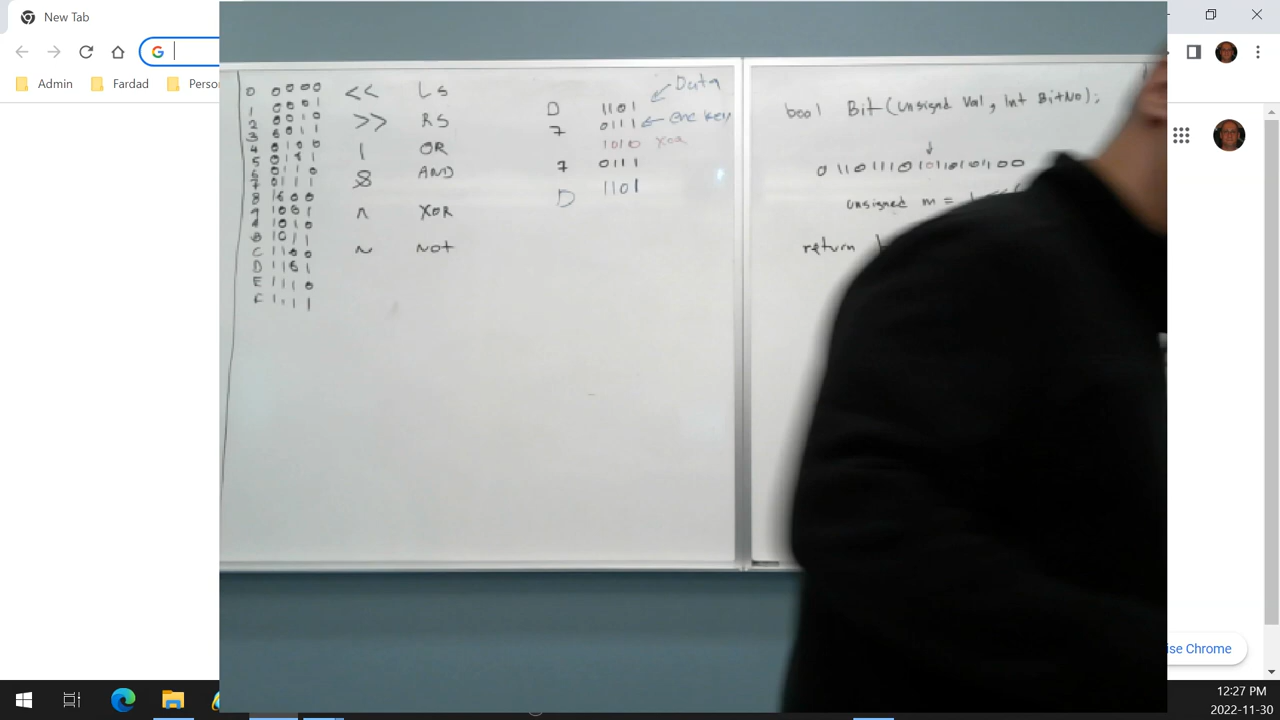 New Tab
Admin
Fardad
0 0000
1 0001
2 0010
3 0011
4 0100
5 0101
6 0110
7 0111
8 1000
9 1001
A 1010
B 1011
C 1100
D 1101
E 1110
F 1111
<< LS
>> RS
| OR
& AND
^ XOR
~ Not
D 1101 Data
7 0111 enc key
1010 xor
7 0111
D 1101
bool Bit(unsigned Val, int BitNo);
unsigned m =
return
ise Chrome
12:27 PM
2022-11-30